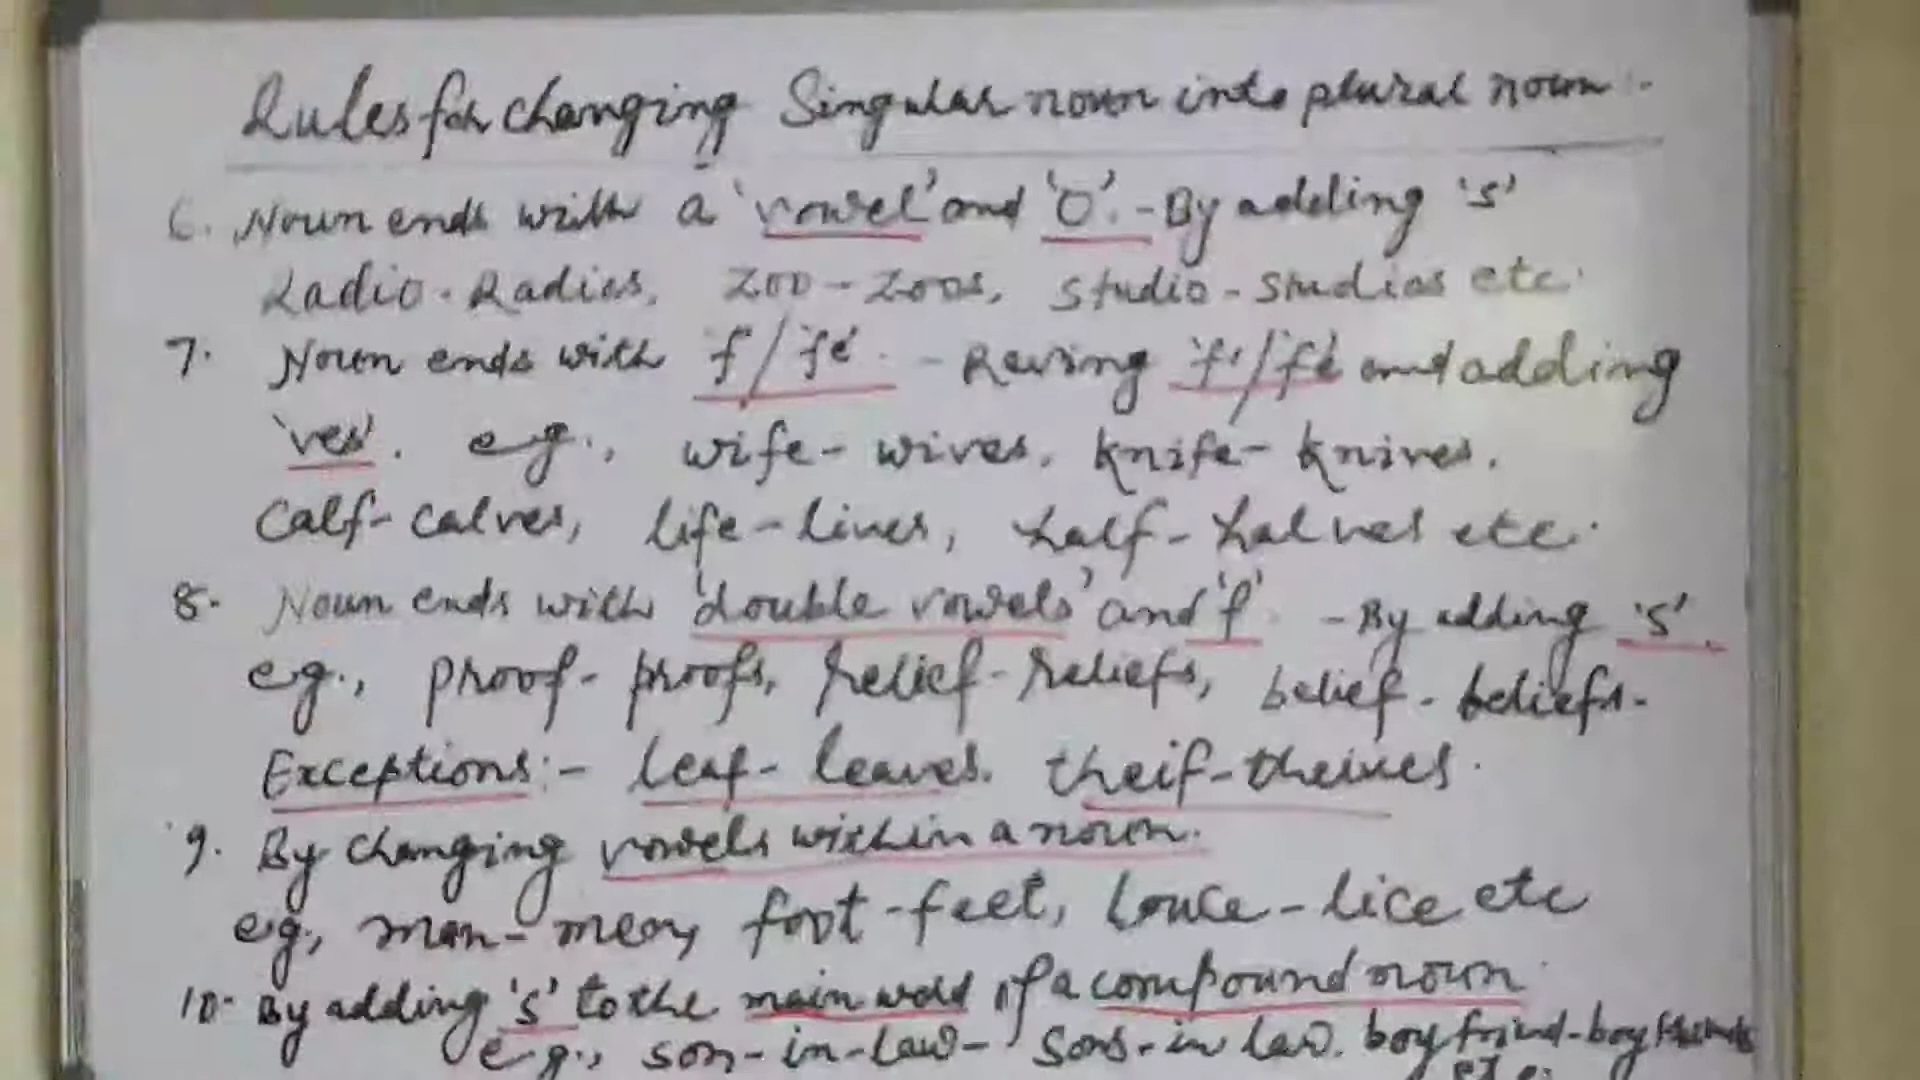 Rules for changing Singular noun into plural noun :-
6. Noun ends with a 'vowel' and 'O'. - By adding 's'
Radio - Radios, Zoo - Zoos, Studio - Studios etc.
7. Noun ends with 'f'/'fe'. - Reving 'f'/'fe' and adding
'ves'. e.g., wife - wives, knife - knives,
Calf - calves, life - lives, half - halves etc.
8. Noun ends with 'double vowels' and 'f' - By adding 's'.
e.g., proof - proofs, relief - reliefs, belief - beliefs.
Exceptions :- leaf - leaves, theif - theives.
9. By changing vowels within a noun.
e.g., man - men, foot - feet, Louce - lice etc
10. By adding 's' to the main word of a compound noun.
e.g., son-in-law - Sons-in law, boy friend - boy friends
etc.